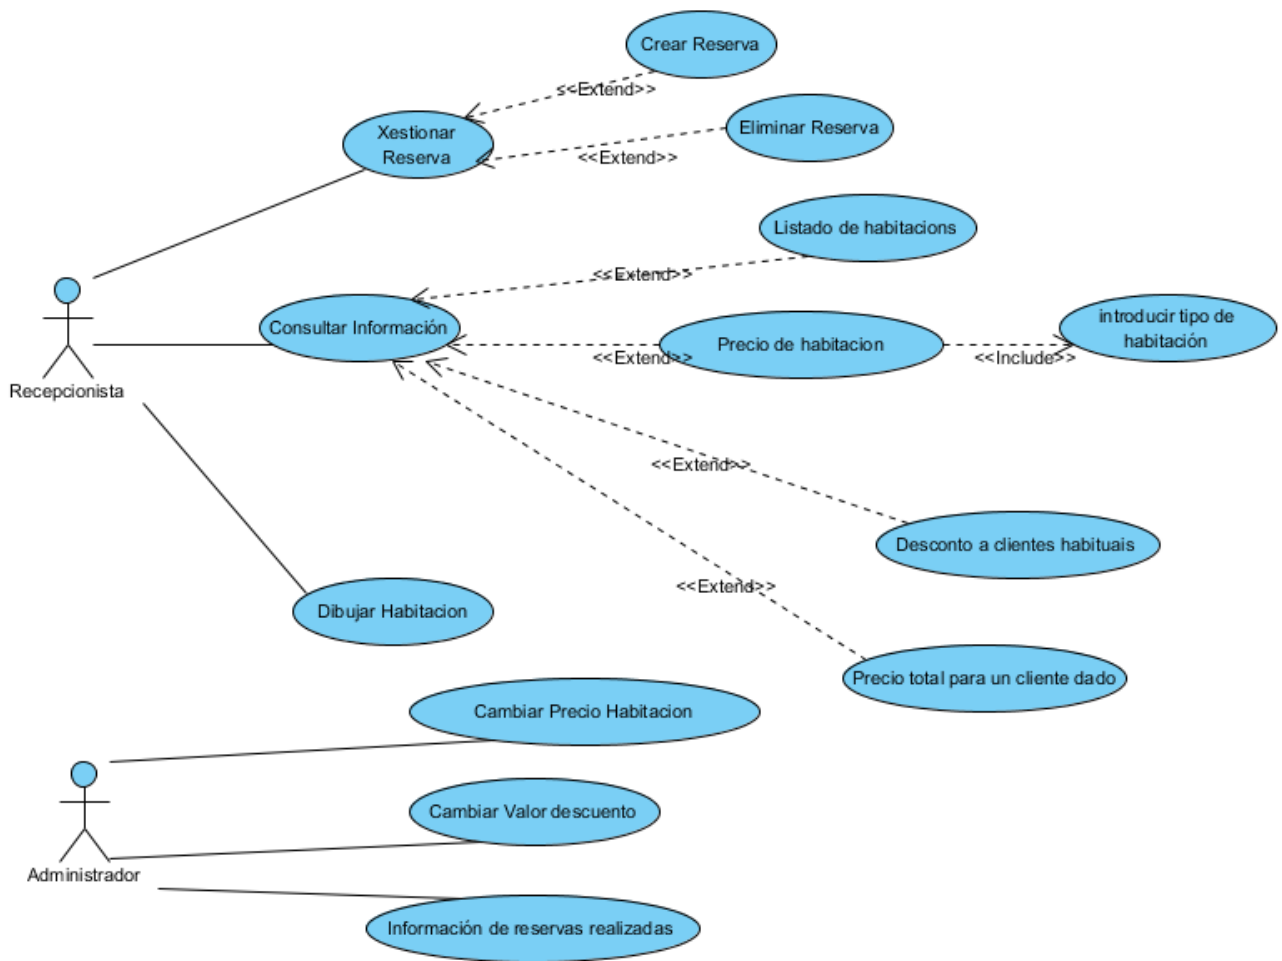 Crear Reserva
<<Extend>>
Xestionar
Reserva
Eliminar Reserva
<<Extend>>
Listado de habitacions
<<Extend>>
Consultar Información
<<Extend>>
Precio de habitacion
<<Include>>
introducir tipo de
habitación
Recepcionista
<<Extend>>
Desconto a clientes habituais
<<Extend>>
Dibujar Habitacion
Precio total para un cliente dado
Cambiar Precio Habitacion
Cambiar Valor descuento
Administrador
Información de reservas realizadas